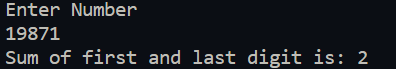 Enter Number
19871
Sum of first and last digit is: 2